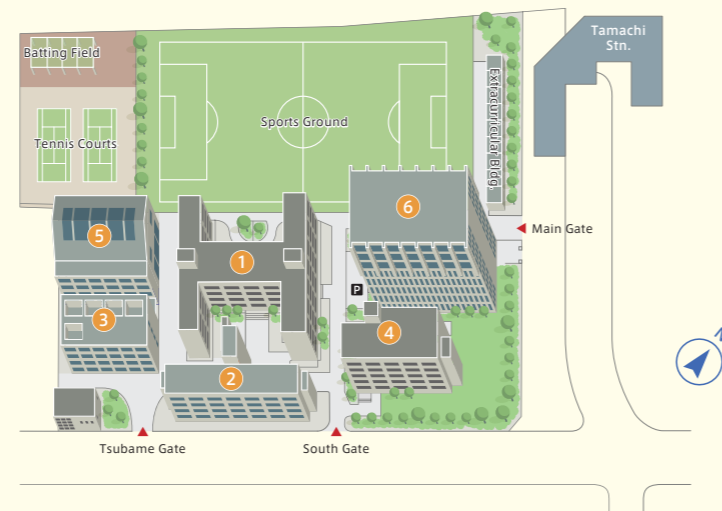 Tamachi
Stn.
Batting Field
Extracurricular Bldg.
Sports Ground
Tennis Courts
6
Main Gate
5
1
P
3
4
2
N
Tsubame Gate
South Gate